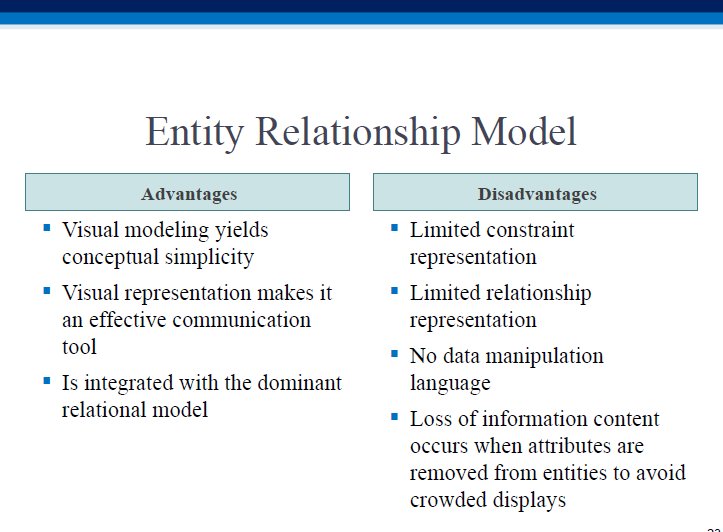 Entity Relationship Model
Advantages
Visual modeling yields
conceptual simplicity
Visual representation makes it
an effective communication
tool
Is integrated with the dominant
relational model
Disadvantages
Limited constraint
representation
Limited relationship
representation
No data manipulation
language
Loss of information content
occurs when attributes are
removed from entities to avoid
crowded displays